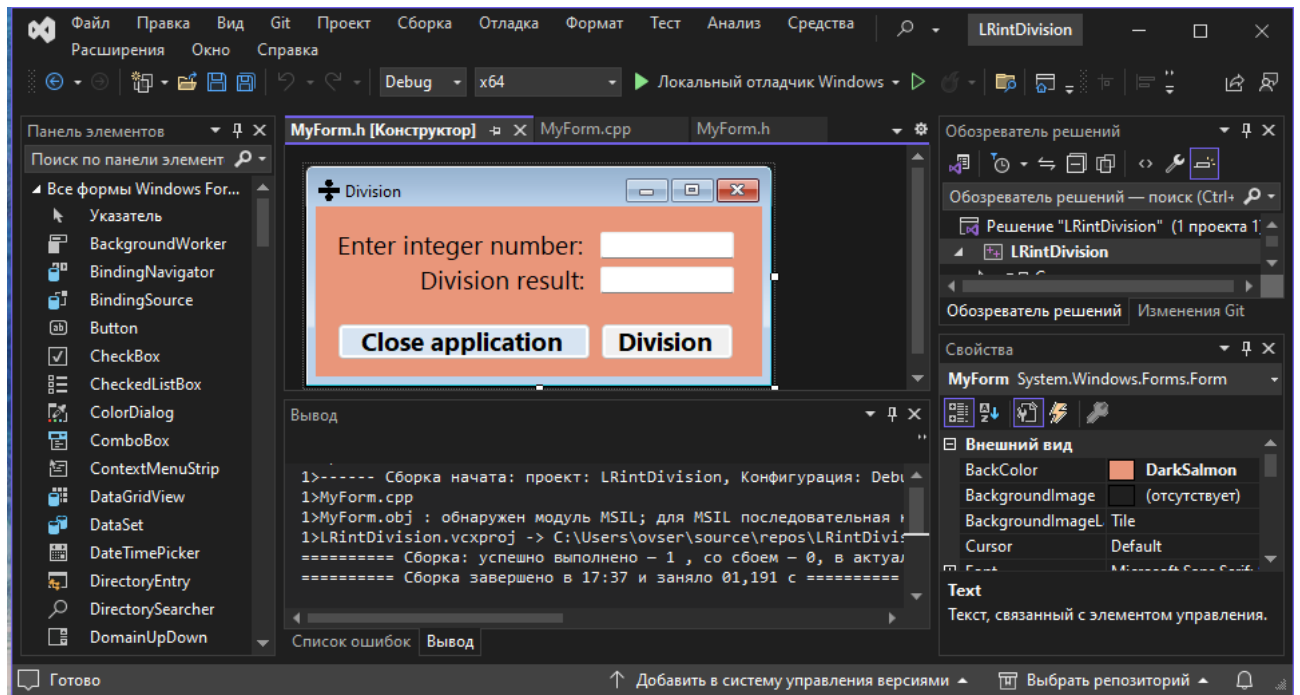 Файл Правка Вид Git Проект Сборка Отладка Формат Тест Анализ Средства LRintDivision
Расширения Окно Справка
Debug x64 Локальный отладчик Windows
Панель элементов
Поиск по панели элемент
Все формы Windows For...
Указатель
BackgroundWorker
BindingNavigator
BindingSource
Button
CheckBox
CheckedListBox
ColorDialog
ComboBox
ContextMenuStrip
DataGridView
DataSet
DateTimePicker
DirectoryEntry
DirectorySearcher
DomainUpDown
MyForm.h [Конструктор] MyForm.cpp MyForm.h
Division
Enter integer number:
Division result:
Close application Division
Вывод
1>------ Сборка начата: проект: LRintDivision, Конфигурация: Debu
1>MyForm.cpp
1>MyForm.obj : обнаружен модуль MSIL; для MSIL последовательная
1>LRintDivision.vcxproj -> C:\Users\ovser\source\repos\LRintDivis
========== Сборка: успешно выполнено — 1 , со сбоем — 0, в актуа
========== Сборка завершено в 17:37 и заняло 01,191 с ==========
Список ошибок Вывод
Обозреватель решений
Обозреватель решений — поиск (Ctrl+
Решение "LRintDivision" (1 проекта 1
LRintDivision
Обозреватель решений Изменения Git
Свойства
MyForm System.Windows.Forms.Form
Внешний вид
BackColor DarkSalmon
BackgroundImage (отсутствует)
BackgroundImageL Tile
Cursor Default
Text
Текст, связанный с элементом управления.
Готово Добавить в систему управления версиями Выбрать репозиторий